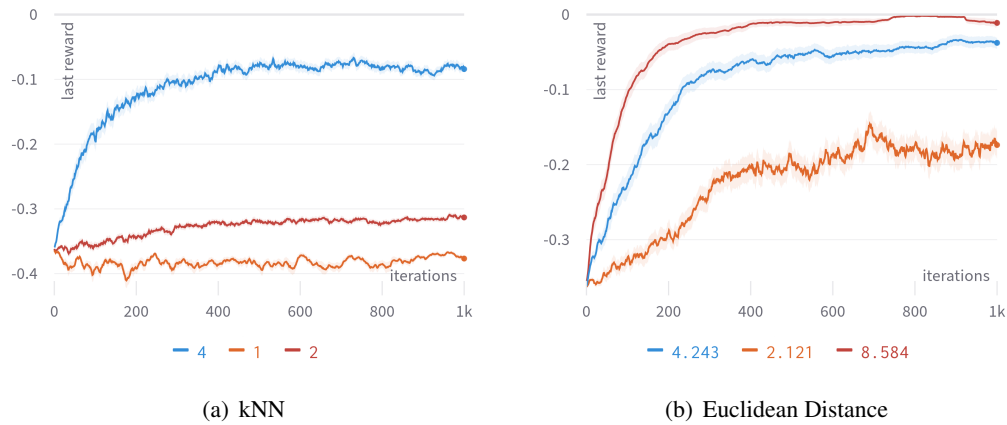 0
-0.1
-0.2
-0.3
-0.4
last reward
iterations
0 200 400 600 800 1k
4 1 2
(a) kNN
0
-0.1
-0.2
-0.3
last reward
iterations
0 200 400 600 800 1k
4.243 2.121 8.584
(b) Euclidean Distance